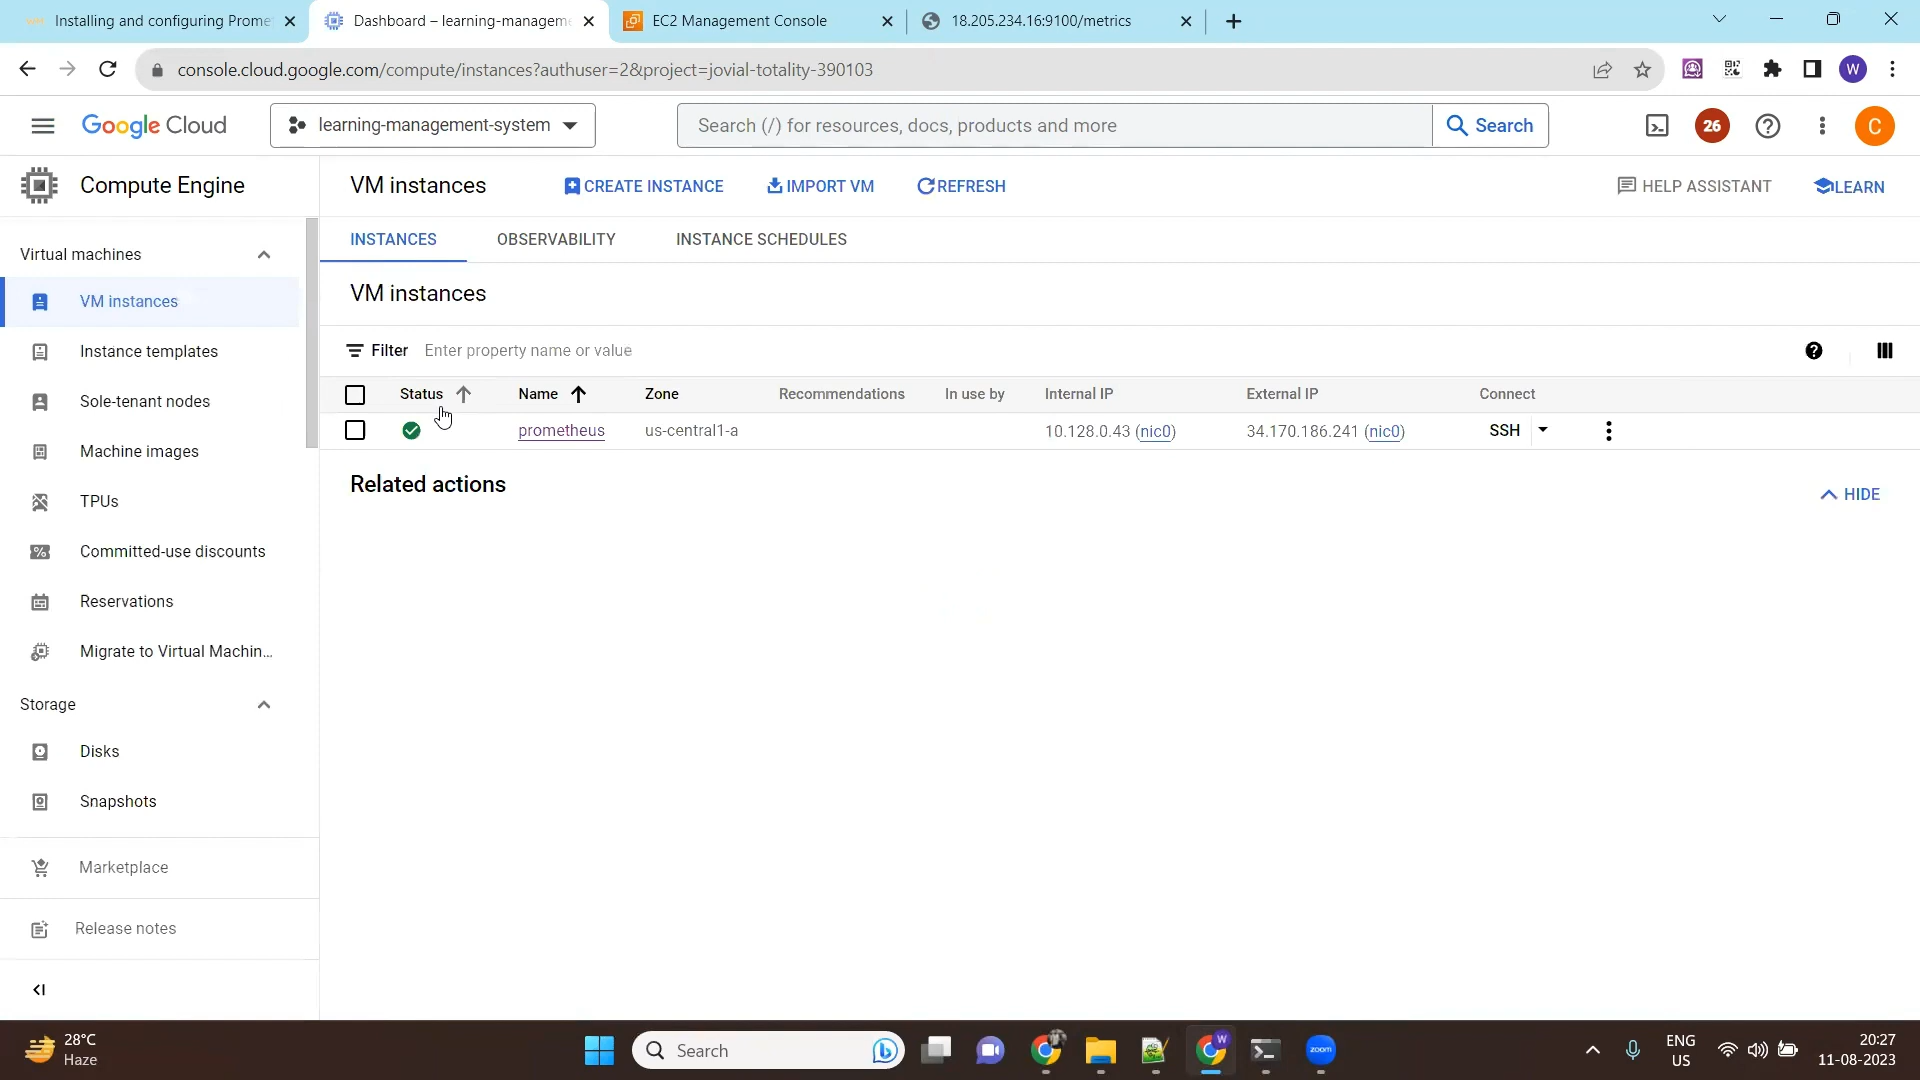 Installing and configuring Prome
Dashboard – learning-managem
EC2 Management Console
18.205.234.16:9100/metrics
console.cloud.google.com/compute/instances?authuser=2&project=jovial-totality-390103
W
Google Cloud
learning-management-system
Search (/) for resources, docs, products and more
Search
26
C
Compute Engine
VM instances
CREATE INSTANCE
IMPORT VM
REFRESH
HELP ASSISTANT
LEARN
INSTANCES
OBSERVABILITY
INSTANCE SCHEDULES
Virtual machines
VM instances
Instance templates
Sole-tenant nodes
Machine images
TPUs
Committed-use discounts
Reservations
Migrate to Virtual Machin...
Storage
Disks
Snapshots
Marketplace
Release notes
VM instances
Filter
Enter property name or value
Status Name Zone Recommendations In use by Internal IP External IP Connect
prometheus us-central1-a 10.128.0.43 (nic0) 34.170.186.241 (nic0) SSH
Related actions
HIDE
28°C
Haze
Search
W
zoom
ENG
US
20:27
11-08-2023